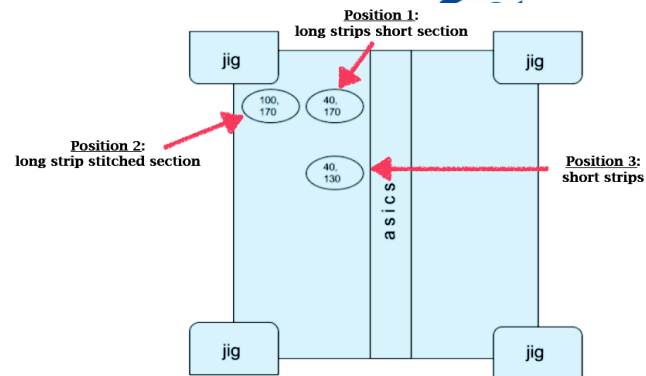 Position 1:
long strips short section
jig
jig
100,
170
40,
170
Position 2:
long strip stitched section
40,
130
Position 3:
short strips
asics
jig
jig